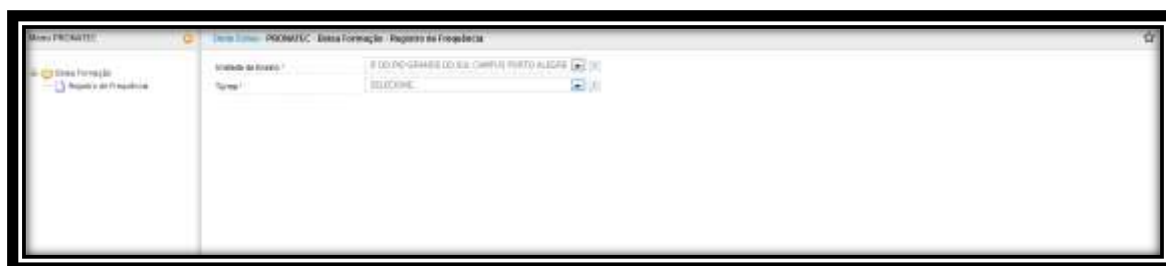 Menu PRONATEC
PRONATEC - Bolsa Formação - Registro de Frequência
Bolsa Formação
Registro de Frequência
Unidade de Ensino *
DO RIO GRANDE DO SUL CAMPUS PORTO ALEGRE
Turma *
SELECIONE